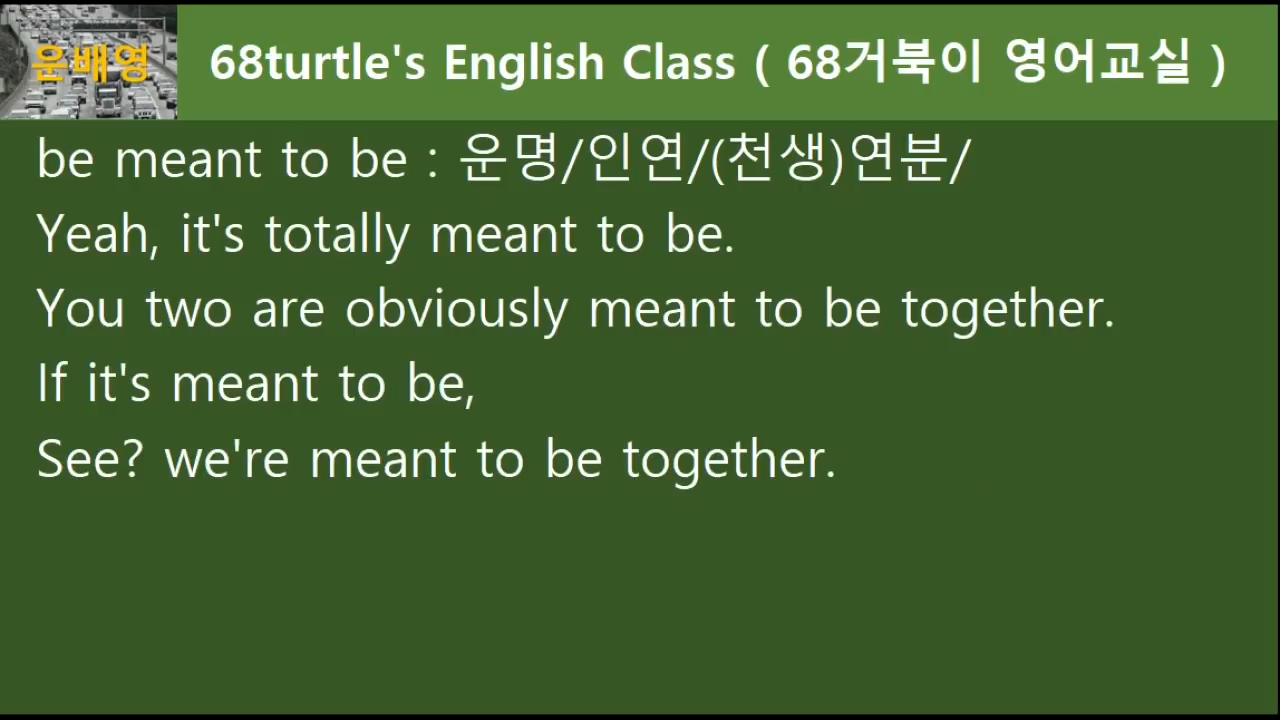 운배영
68turtle's English Class ( 68거북이 영어교실 )
be meant to be : 운명/인연/(천생)연분/
Yeah, it's totally meant to be.
You two are obviously meant to be together.
If it's meant to be,
See? we're meant to be together.